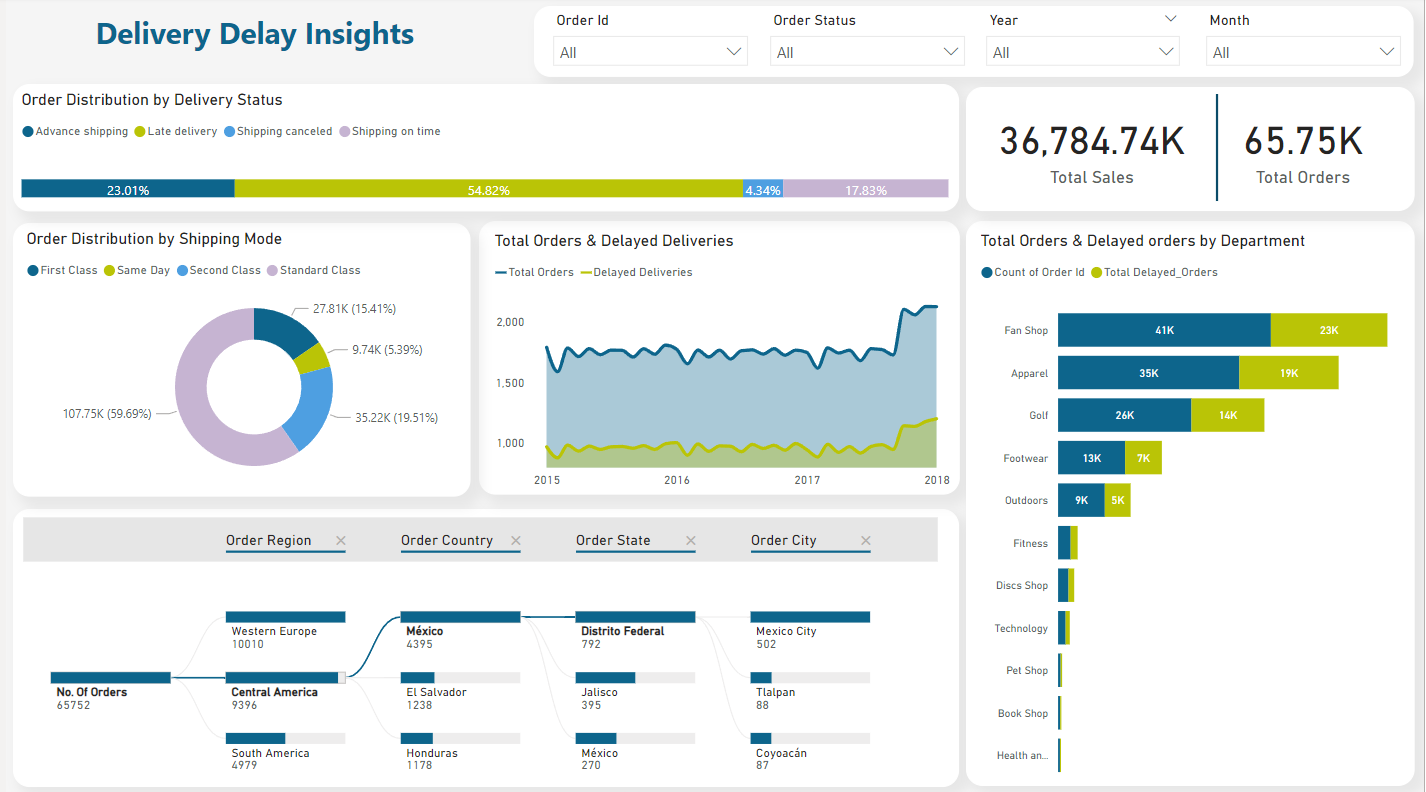 Delivery Delay Insights
Order Id
Order Status
Year
Month
All
All
All
All
Order Distribution by Delivery Status
Advance shipping
Late delivery
Shipping canceled
Shipping on time
23.01%
54.82%
4.34%
17.83%
36,784.74K
Total Sales
65.75K
Total Orders
Order Distribution by Shipping Mode
First Class
Same Day
Second Class
Standard Class
27.81K (15.41%)
9.74K (5.39%)
35.22K (19.51%)
107.75K (59.69%)
Total Orders & Delayed Deliveries
Total Orders
Delayed Deliveries
2,000
1,500
1,000
2015
2016
2017
2018
Total Orders & Delayed orders by Department
Count of Order Id
Total Delayed_Orders
Fan Shop
41K
23K
Apparel
35K
19K
Golf
26K
14K
Footwear
13K
7K
Outdoors
9K
5K
Fitness
Discs Shop
Technology
Pet Shop
Book Shop
Health an...
Order Region
Order Country
Order State
Order City
No. Of Orders
65752
Western Europe
10010
Central America
9396
South America
4979
México
4395
El Salvador
1238
Honduras
1178
Distrito Federal
792
Jalisco
395
México
270
Mexico City
502
Tlalpan
88
Coyoacán
87